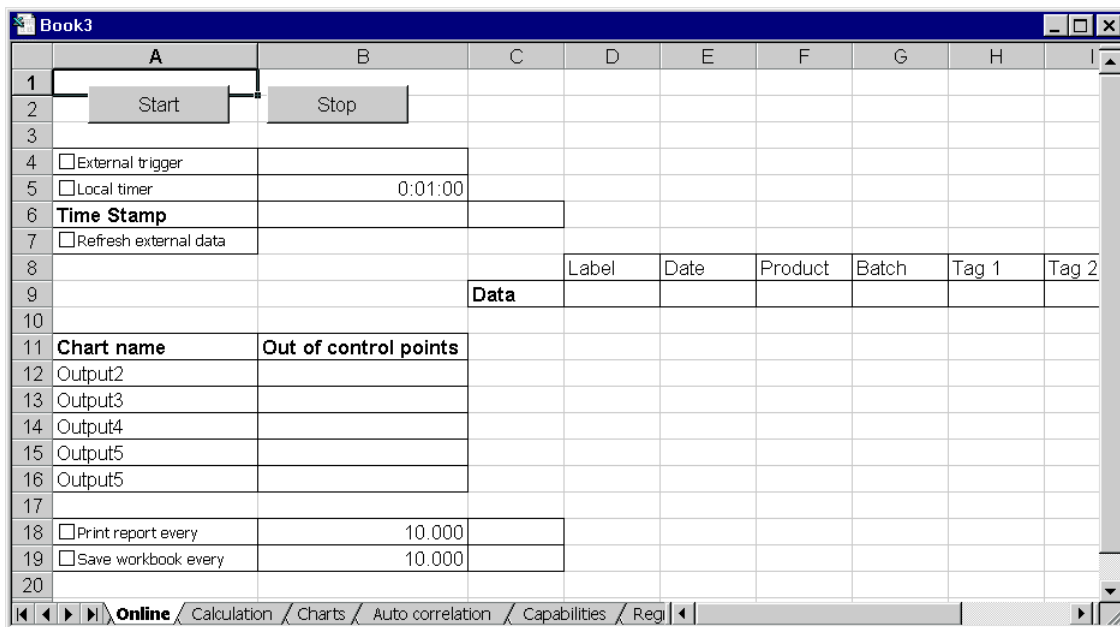 Book3
A B C D E F G H I
1
2 Start Stop
3
4 External trigger
5 Local timer 0:01:00
6 Time Stamp
7 Refresh external data
8 Label Date Product Batch Tag 1 Tag 2
9 Data
10
11 Chart name Out of control points
12 Output2
13 Output3
14 Output4
15 Output5
16 Output5
17
18 Print report every 10.000
19 Save workbook every 10.000
20
Online Calculation Charts Auto correlation Capabilities Regi